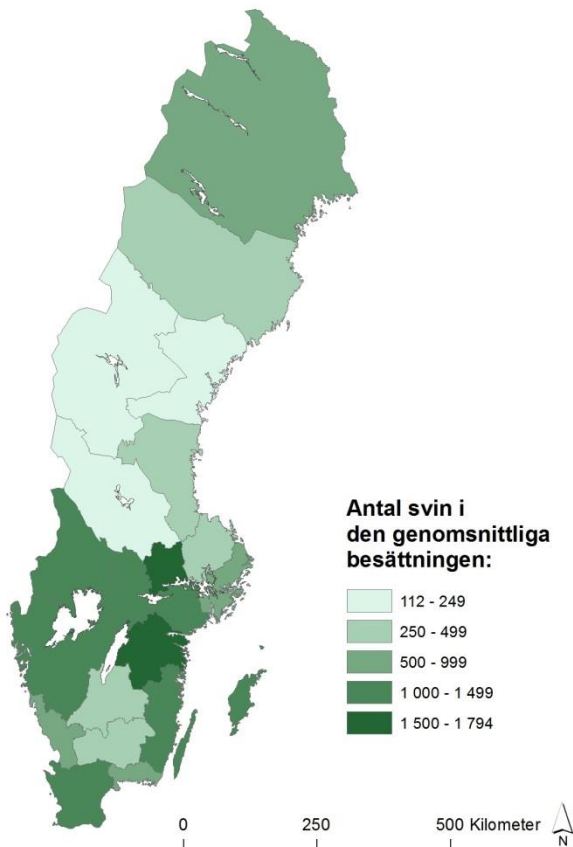 Antal svin i
den genomsnittliga
besättningen:
112 - 249
250 - 499
500 - 999
1 000 - 1 499
1 500 - 1 794
0 250 500 Kilometer
N